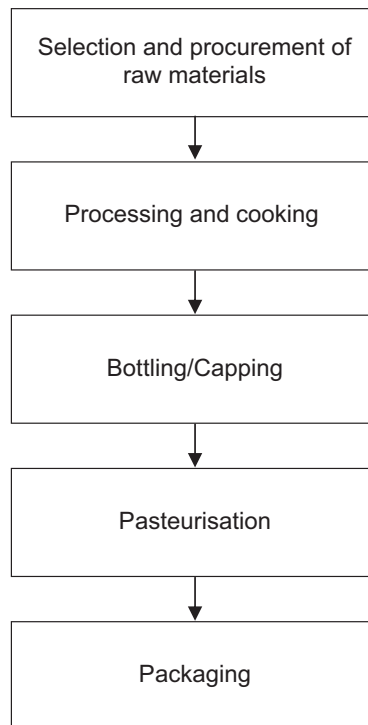 Selection and procurement of
raw materials
Processing and cooking
Bottling/Capping
Pasteurisation
Packaging